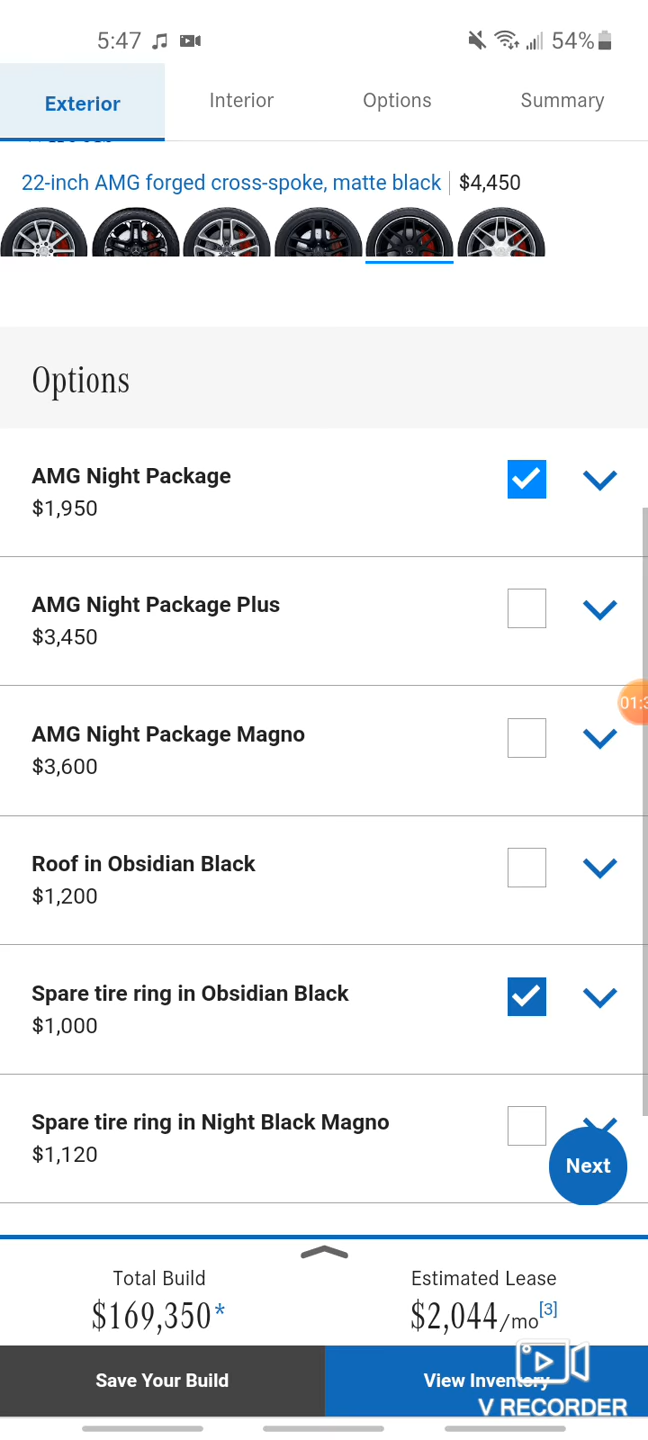 5:47 54%
Exterior Interior Options Summary
22-inch AMG forged cross-spoke, matte black $4,450
Options
AMG Night Package
$1,950
AMG Night Package Plus
$3,450
01:3
AMG Night Package Magno
$3,600
Roof in Obsidian Black
$1,200
Spare tire ring in Obsidian Black
$1,000
Spare tire ring in Night Black Magno
$1,120
Next
Total Build Estimated Lease
$169,350* $2,044/mo[3]
Save Your Build View Inventory
V RECORDER